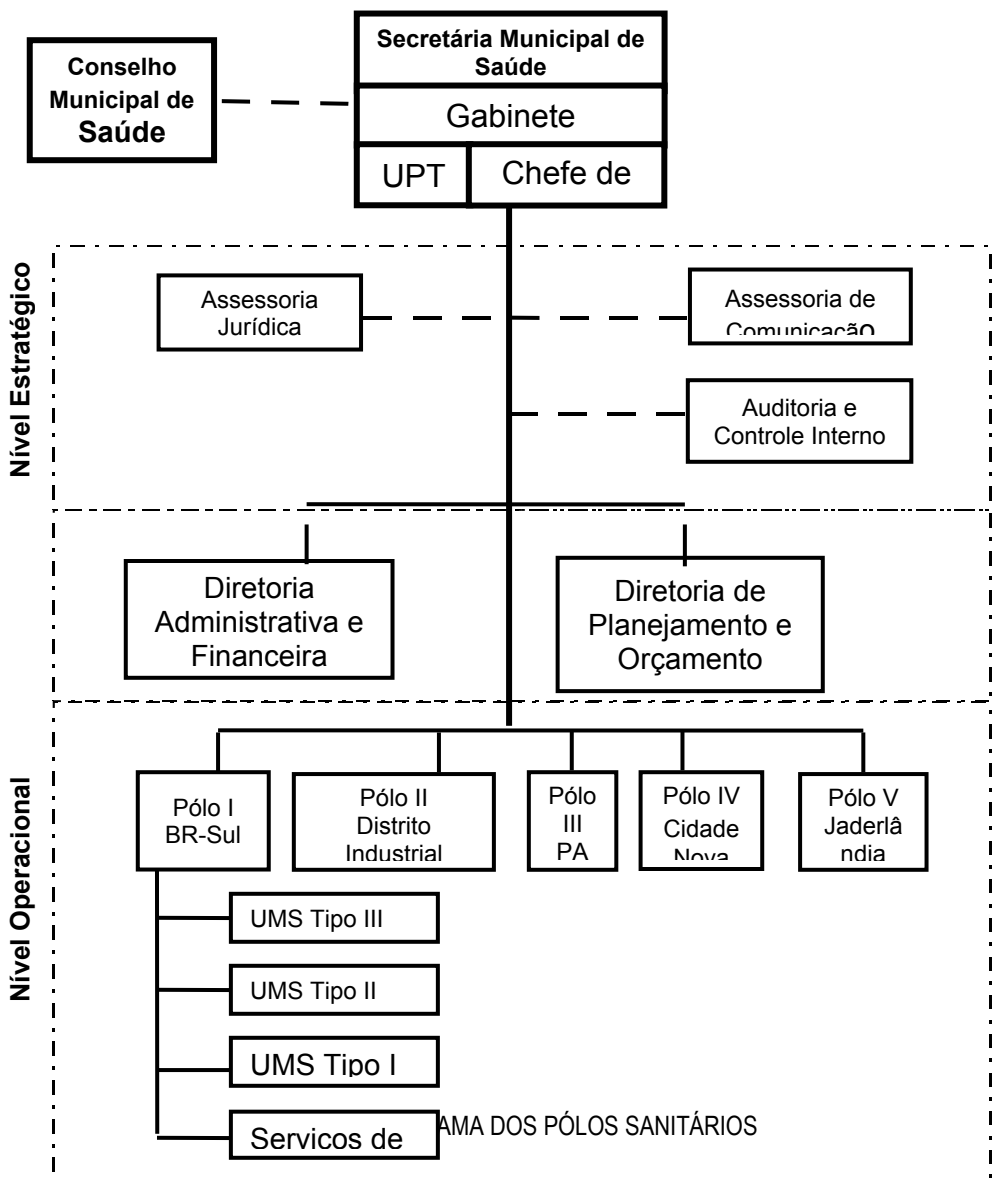 Conselho
Municipal de
Saúde
Secretária Municipal de
Saúde
Gabinete
UPT
Chefe de
Nível Estratégico
Assessoria
Jurídica
Assessoria de
Comunicação
Auditoria e
Controle Interno
Diretoria
Administrativa e
Financeira
Diretoria de
Planejamento e
Orçamento
Nível Operacional
Pólo I
BR-Sul
Pólo II
Distrito
Industrial
Pólo
III
PA
Pólo IV
Cidade
Nova
Pólo V
Jaderlâ
ndia
UMS Tipo III
UMS Tipo II
UMS Tipo I
Servicos de
AMA DOS PÓLOS SANITÁRIOS